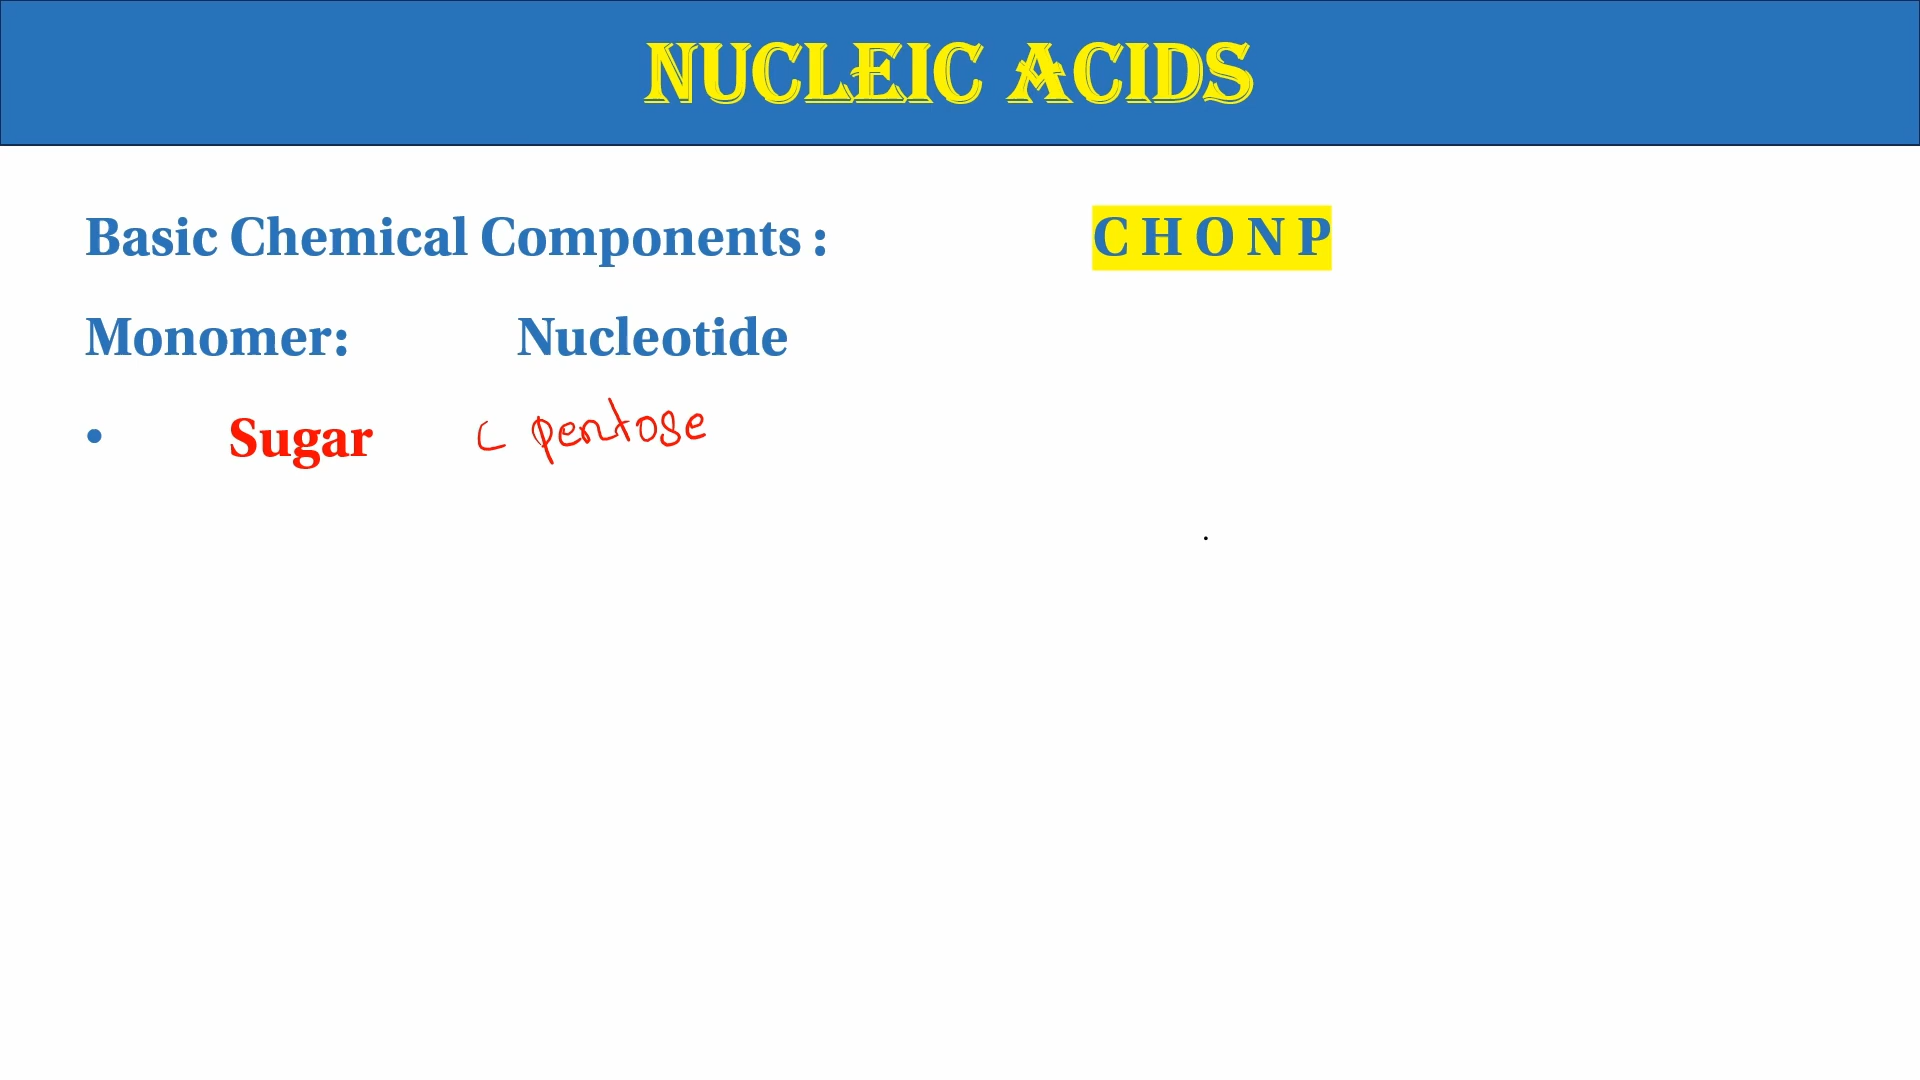 NUCLEIC ACIDS
Basic Chemical Components : C H O N P
Monomer: Nucleotide
• Sugar ( pentose